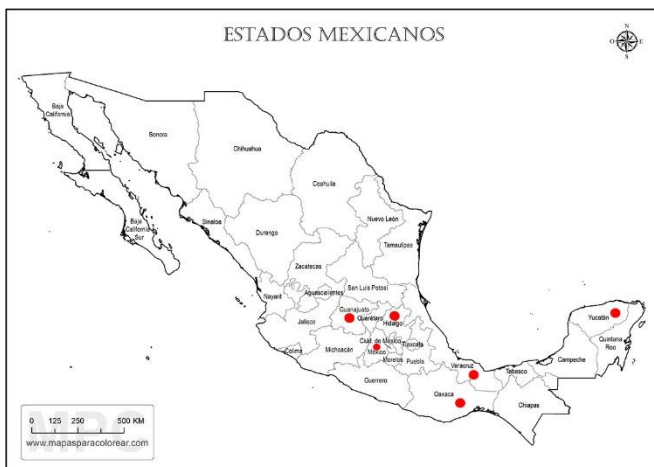 ESTADOS MEXICANOS
N
O
E
S
Baja
California
Sonora
Chihuahua
Coahuila
Baja
California
Sur
Sinaloa
Durango
Nuevo León
Tamaulipas
Zacatecas
San Luis Potosí
Nayarit
Aguascalientes
Jalisco
Guanajuato
Querétaro
Hidalgo
Yucatán
Quintana
Roo
Campeche
Colima
Michoacán
Ciud. de México
México
Tlaxcala
Morelos
Puebla
Veracruz
Tabasco
Guerrero
Oaxaca
Chiapas
MPC
0 125 250 500 KM
www.mapasparacolorear.com